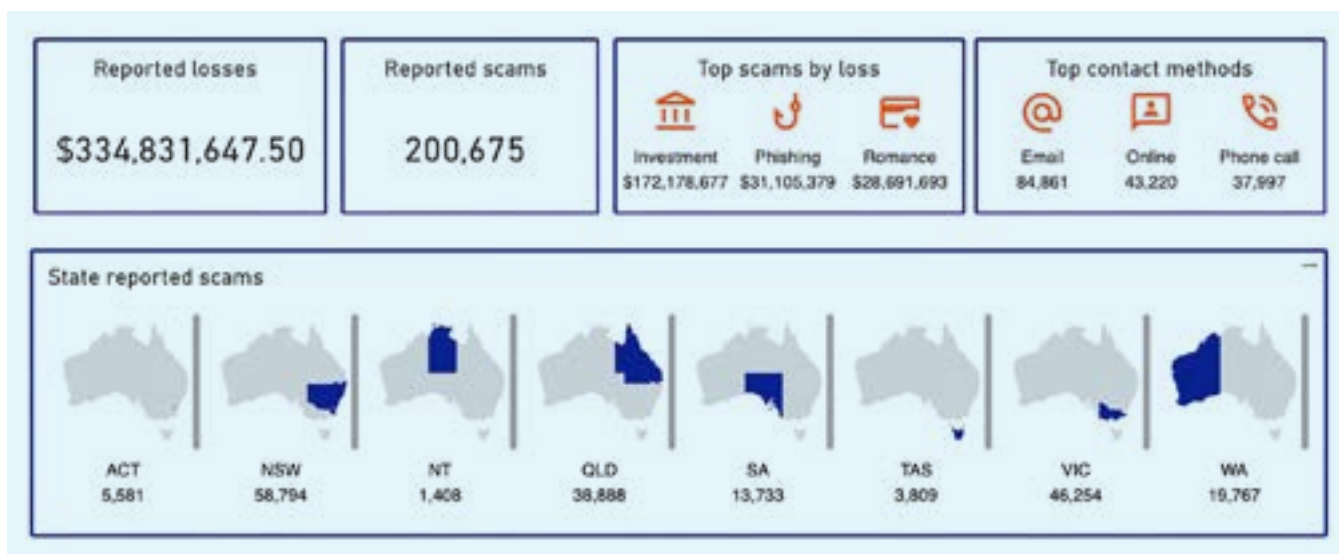 Reported losses
$334,831,647.50
Reported scams
200,675
Top scams by loss
Investment
$172,178,677
Phishing
$31,105,379
Romance
$28,691,693
Top contact methods
Email
84,861
Online
43,220
Phone call
37,997
State reported scams
ACT
5,581
NSW
58,794
NT
1,408
QLD
38,888
SA
13,733
TAS
3,809
VIC
46,254
WA
19,767